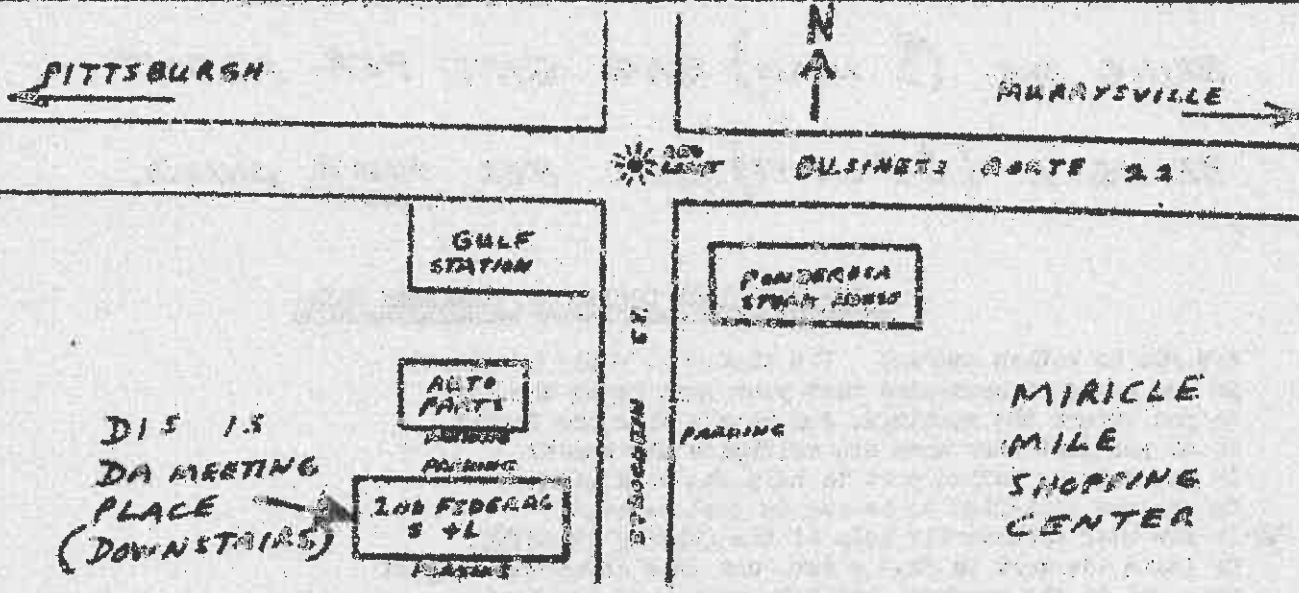 N
PITTSBURGH
MURRYSVILLE
RED
LIGHT
BUSINESS ROUTE 22
GULF
STATION
PONDEROSA
STEAK HOUSE
AUTO
PARTS
PARKING
PARKING
PARKING
DIS IS
DA MEETING
PLACE
(DOWNSTAIRS)
2ND FEDERAL
S +L
PARKING
MIRICLE
MILE
SHOPPING
CENTER